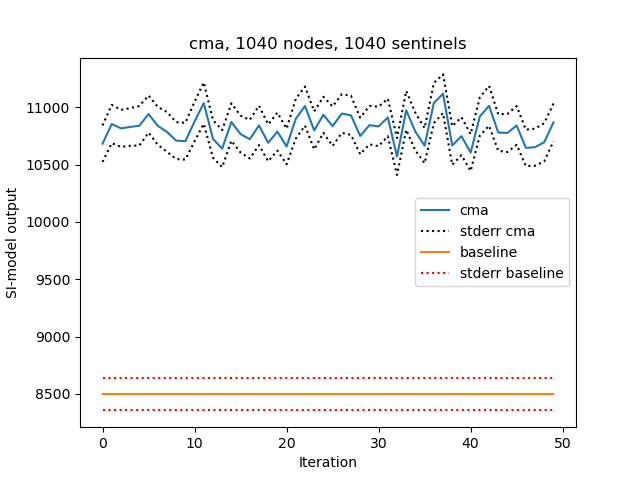 cma, 1040 nodes, 1040 sentinels
SI-model output
11000
10500
10000
9500
9000
8500
cma
stderr cma
baseline
stderr baseline
0 10 20 30 40 50
Iteration